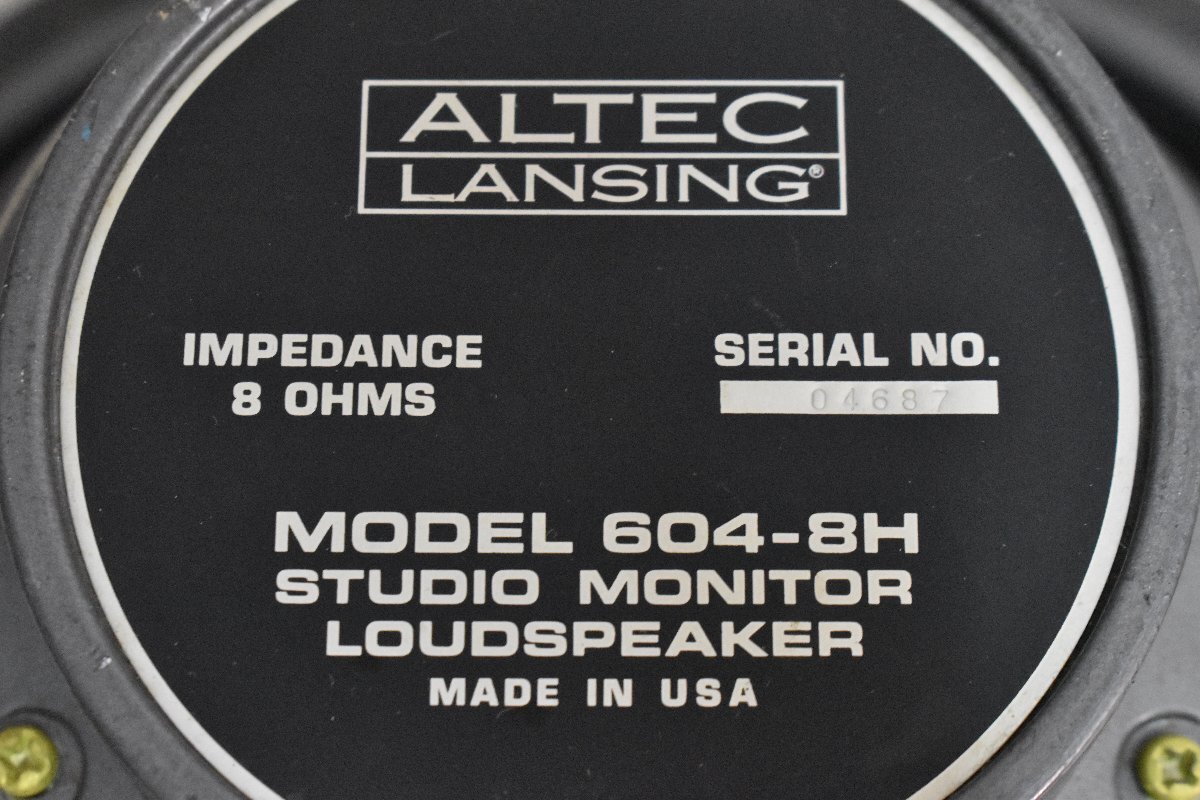 ALTEC
LANSING®
IMPEDANCE
8 OHMS
SERIAL NO.
04687
MODEL 604-8H
STUDIO MONITOR
LOUDSPEAKER
MADE IN USA